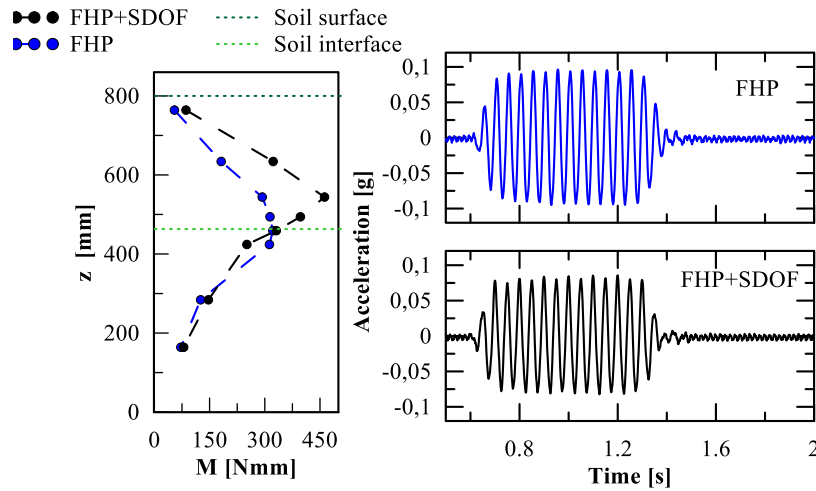 FHP+SDOF
FHP
Soil surface
Soil interface
800
600
400
200
0
z [mm]
0 150 300 450
M [Nmm]
0,1
0,05
0
-0,05
-0,1
FHP
Acceleration [g]
0,1
0,05
0
-0,05
-0,1
FHP+SDOF
0.8 1.2 1.6 2
Time [s]